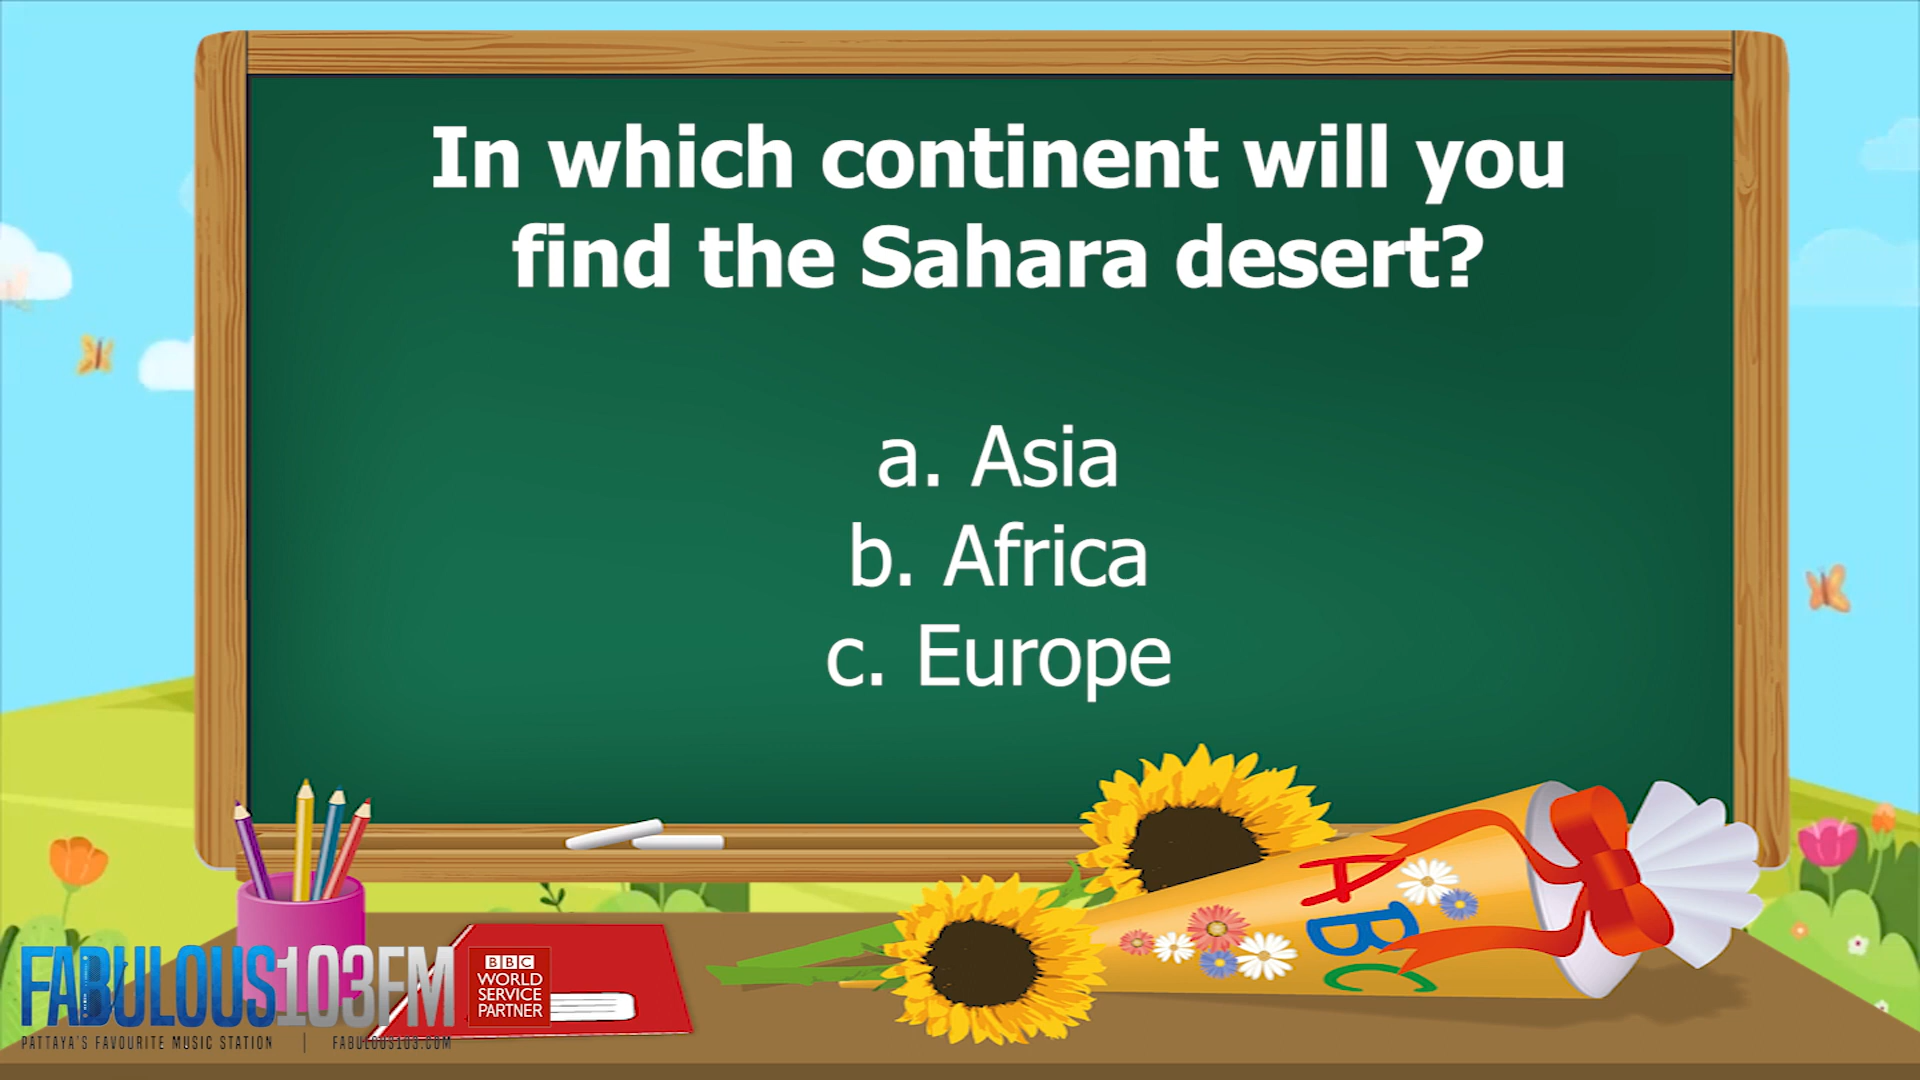 In which continent will you
find the Sahara desert?
a. Asia
b. Africa
c. Europe
ABC
FABULOUS103FM
PATTAYA'S FAVOURITE MUSIC STATION | FABULOUS103.COM
BBC
WORLD
SERVICE
PARTNER